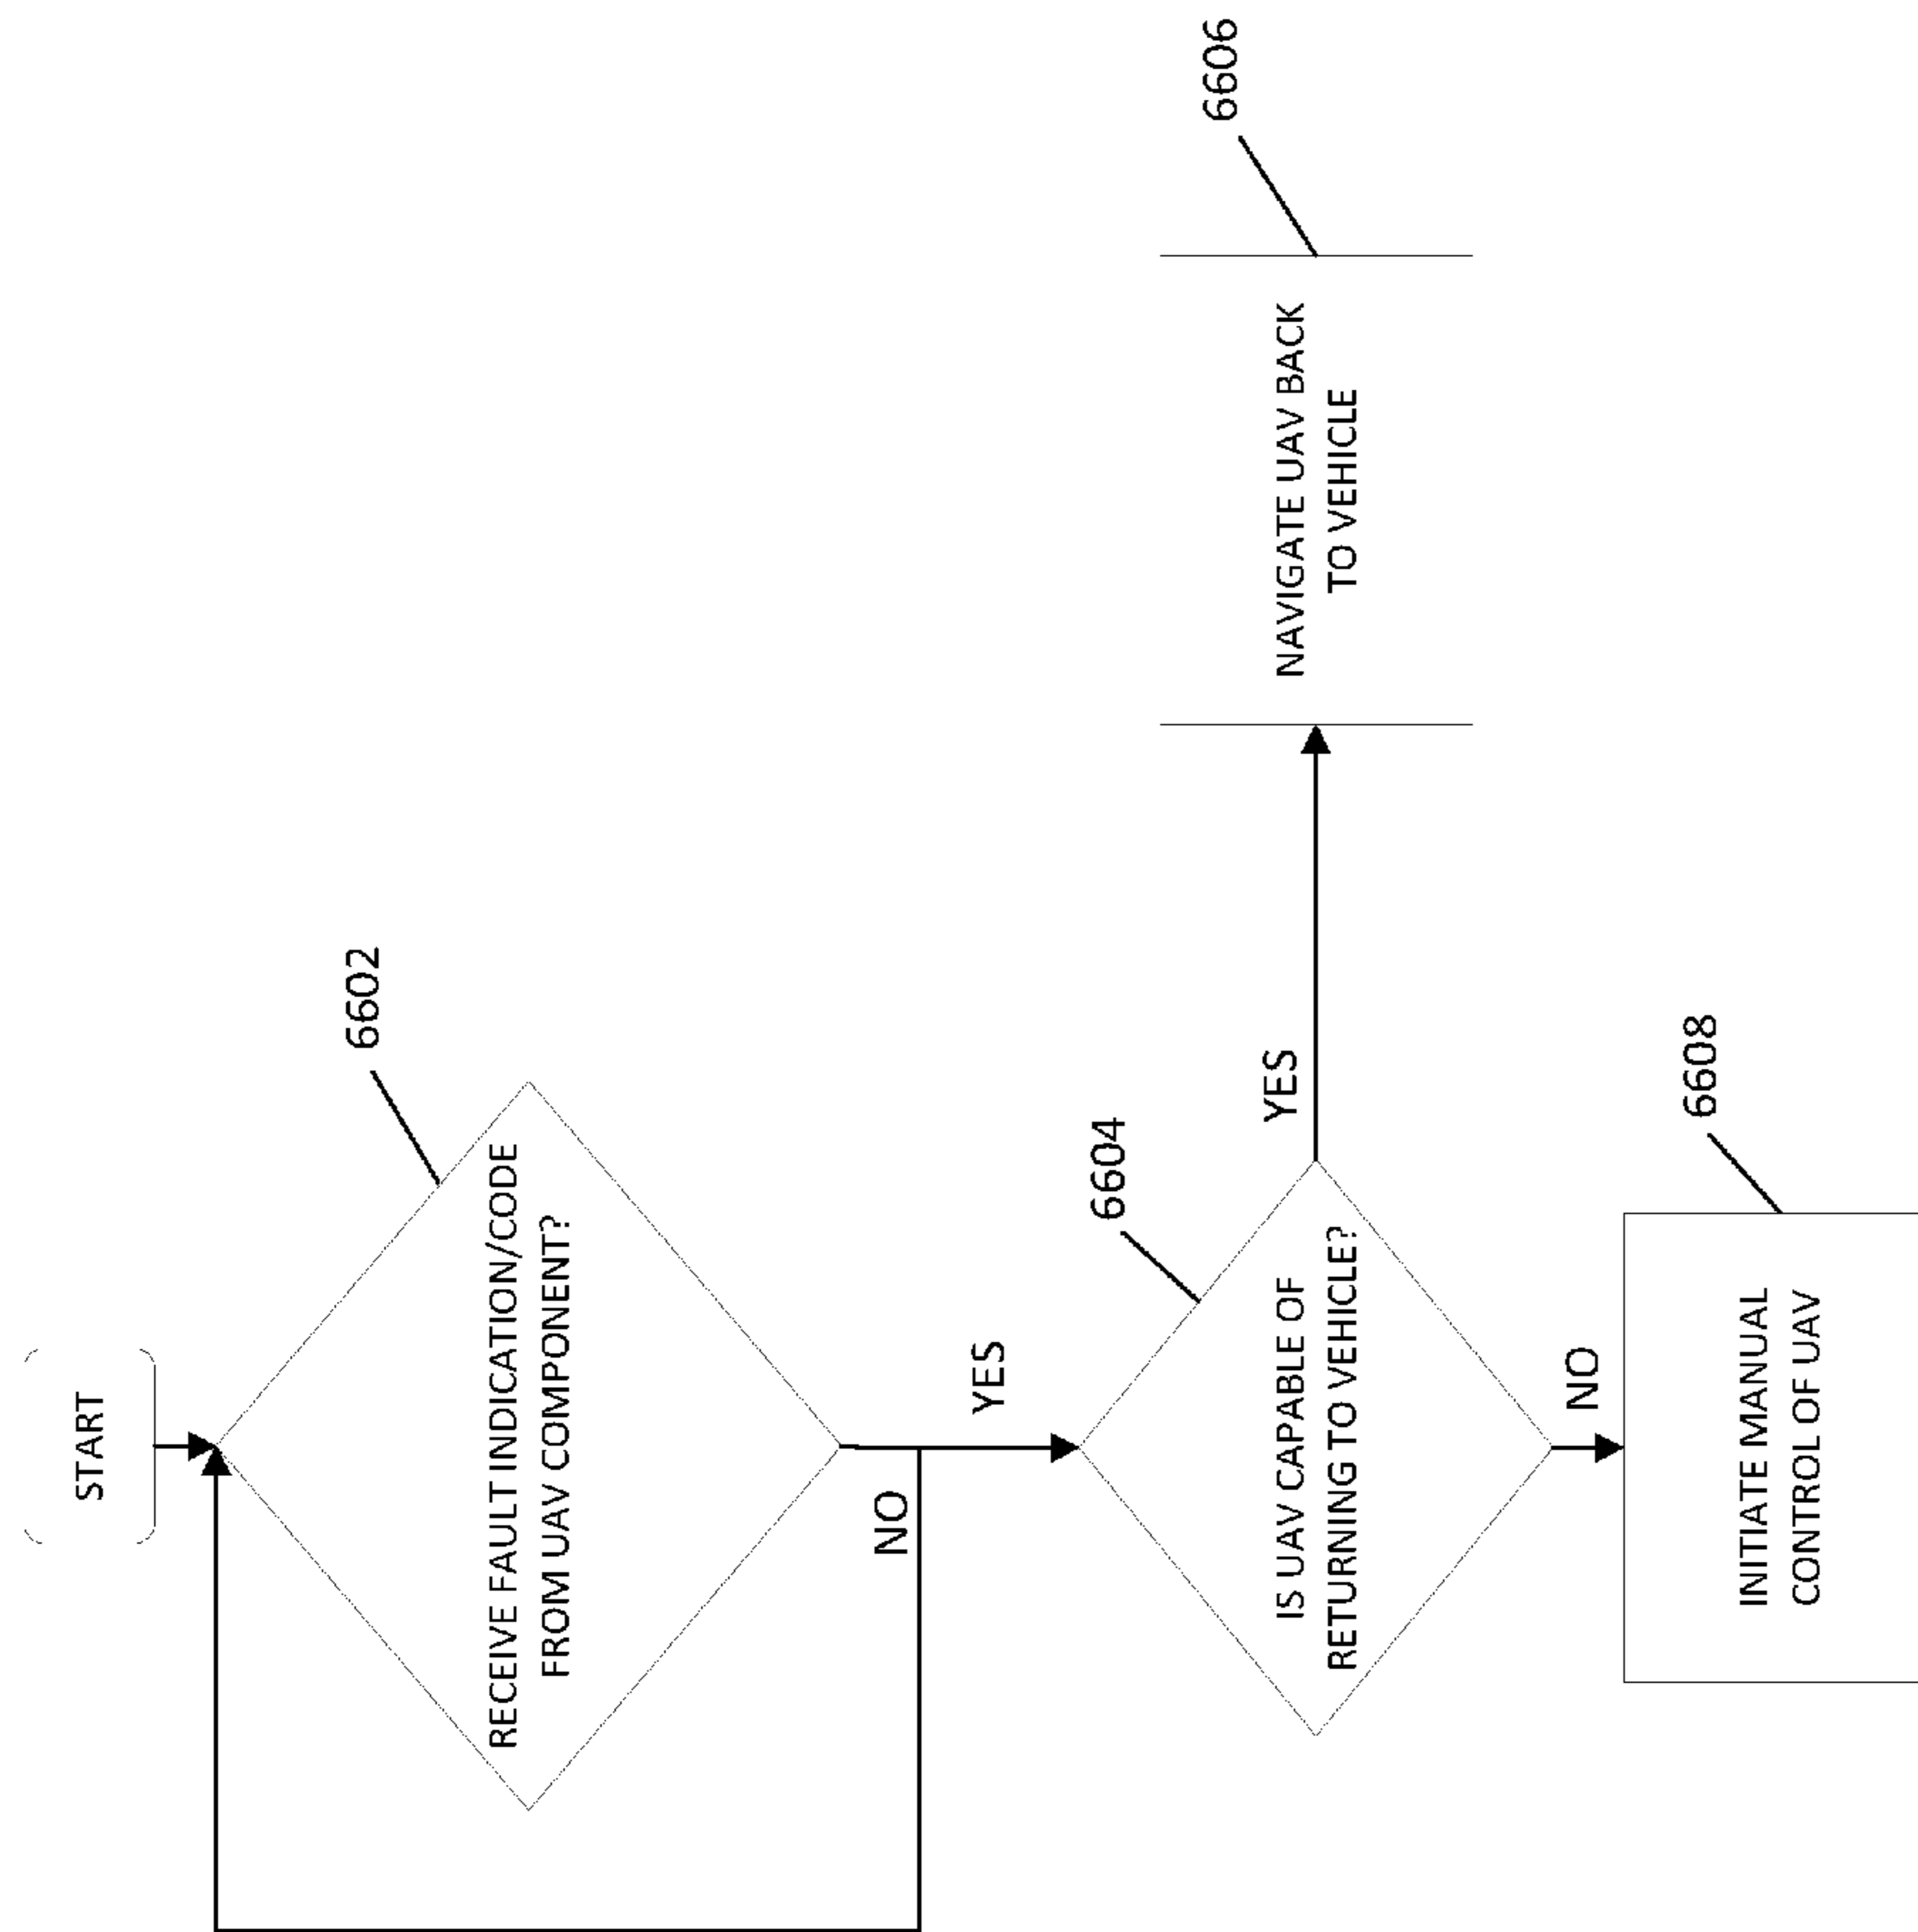 START
6602
RECEIVE FAULT INDICATION/CODE
FROM UAV COMPONENT?
NO
YES
6604
IS UAV CAPABLE OF
RETURNING TO VEHICLE?
YES
6606
NAVIGATE UAV BACK
TO VEHICLE
NO
6608
INITIATE MANUAL
CONTROL OF UAV